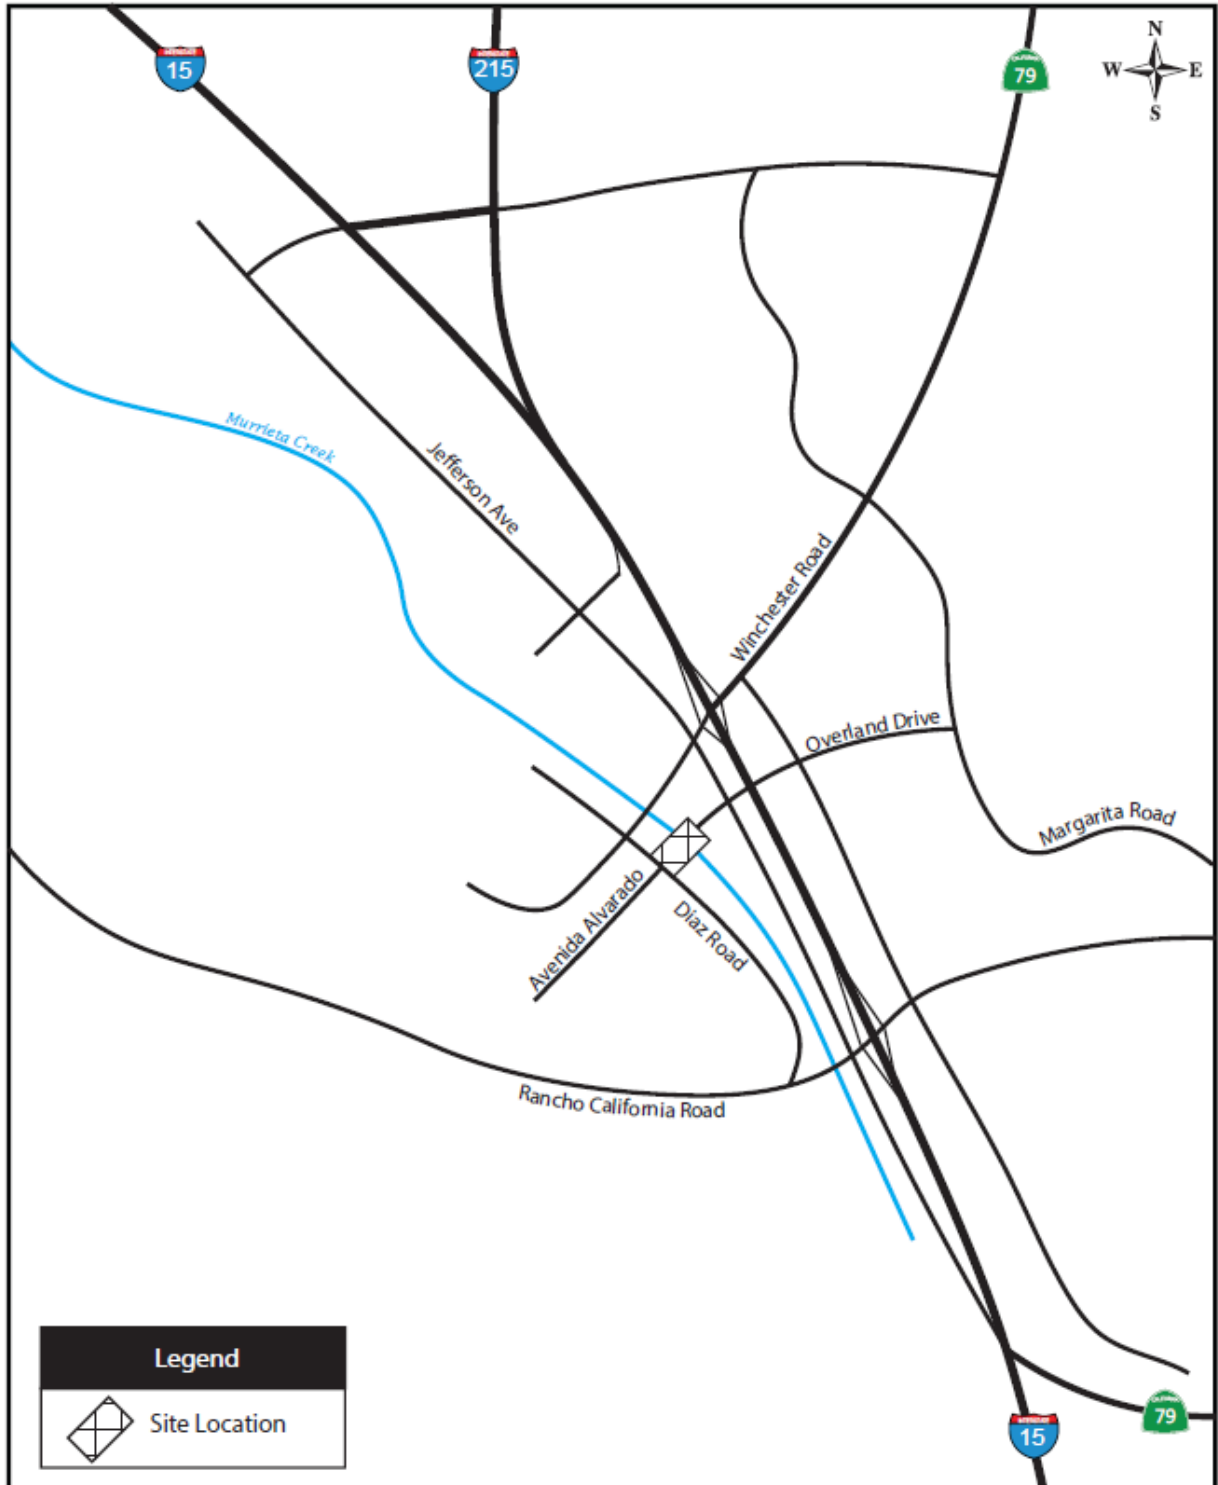 N
W E
S
15
215
79
Murrieta Creek
Jefferson Ave
Winchester Road
Overland Drive
Margarita Road
Avenida Alvarado
Diaz Road
Rancho California Road
Legend
Site Location
79
15